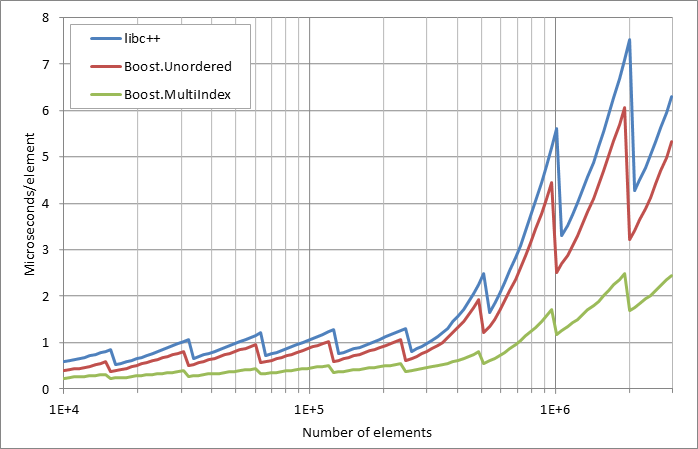 8
7
6
5
4
3
2
1
0
Microseconds/element
libc++
Boost.Unordered
Boost.MultiIndex
1E+4
1E+5
1E+6
Number of elements